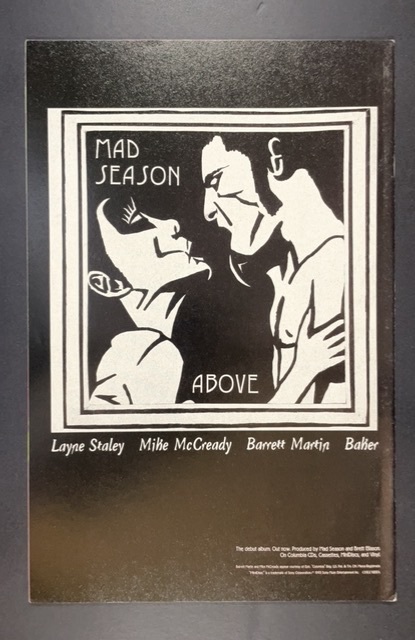 MAD
SEASON
ABOVE
Layne Staley Mike McCready Barrett Martin Baker
The debut album. Out now. Produced by Mad Season and Brett Eliason.
On Columbia CDs, Cassettes, MiniDiscs, and Vinyl.